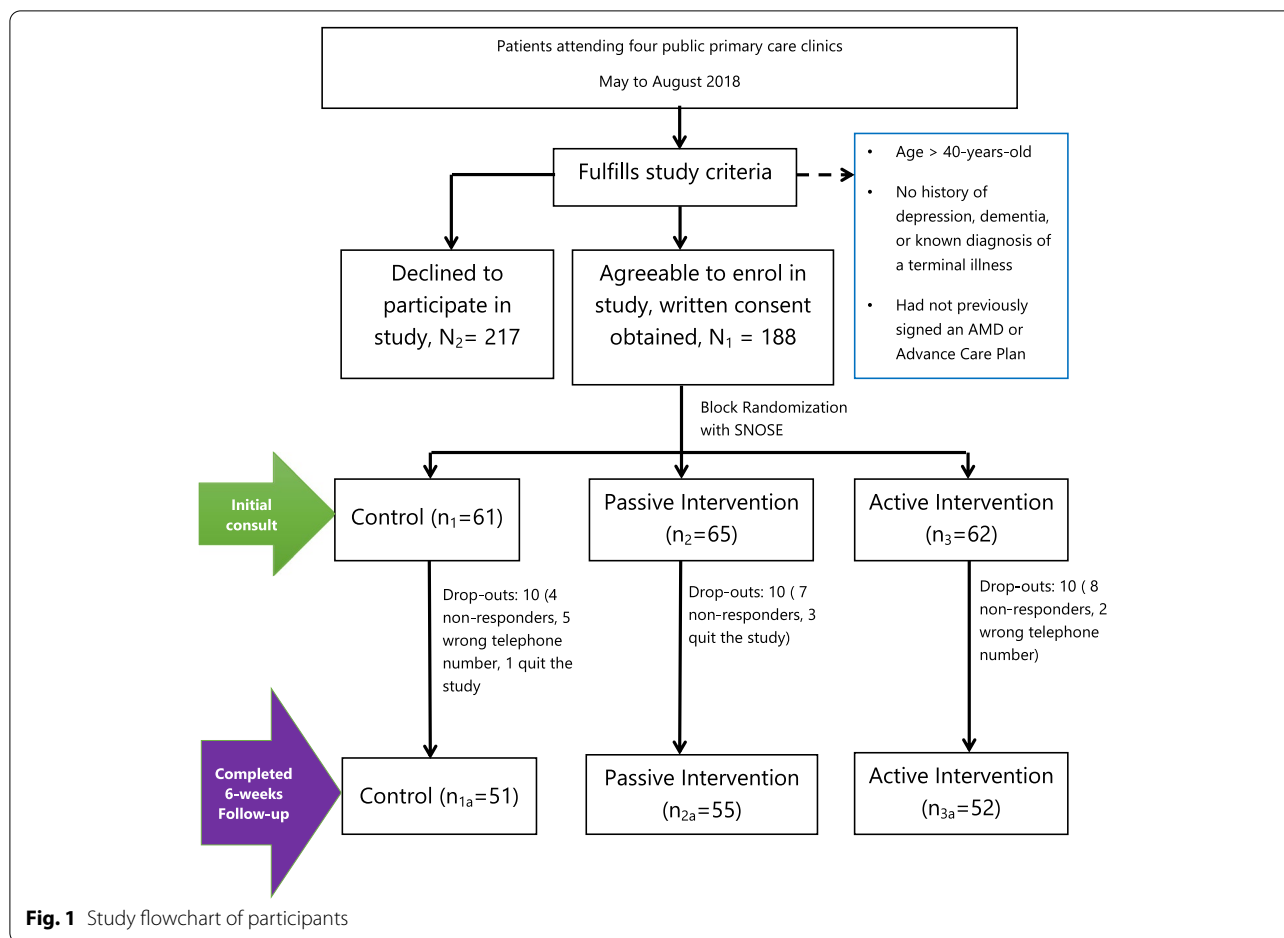 Patients attending four public primary care clinics
May to August 2018
Fulfills study criteria
• Age > 40-years-old
• No history of
depression, dementia,
or known diagnosis of
a terminal illness
• Had not previously
signed an AMD or
Advance Care Plan
Declined to
participate in
study, N₂= 217
Agreeable to enrol in
study, written consent
obtained, N₁ = 188
Block Randomization
with SNOSE
Initial
consult
Control (n₁=61)
Passive Intervention
(n₂=65)
Active Intervention
(n₃=62)
Drop-outs: 10 (4
non-responders, 5
wrong telephone
number, 1 quit the
study
Drop-outs: 10 ( 7
non-responders, 3
quit the study)
Drop-outs: 10 ( 8
non-responders, 2
wrong telephone
number)
Completed
6-weeks
Follow-up
Control (n₁ₐ=51)
Passive Intervention
(n₂ₐ=55)
Active Intervention
(n₃ₐ=52)
Fig. 1 Study flowchart of participants